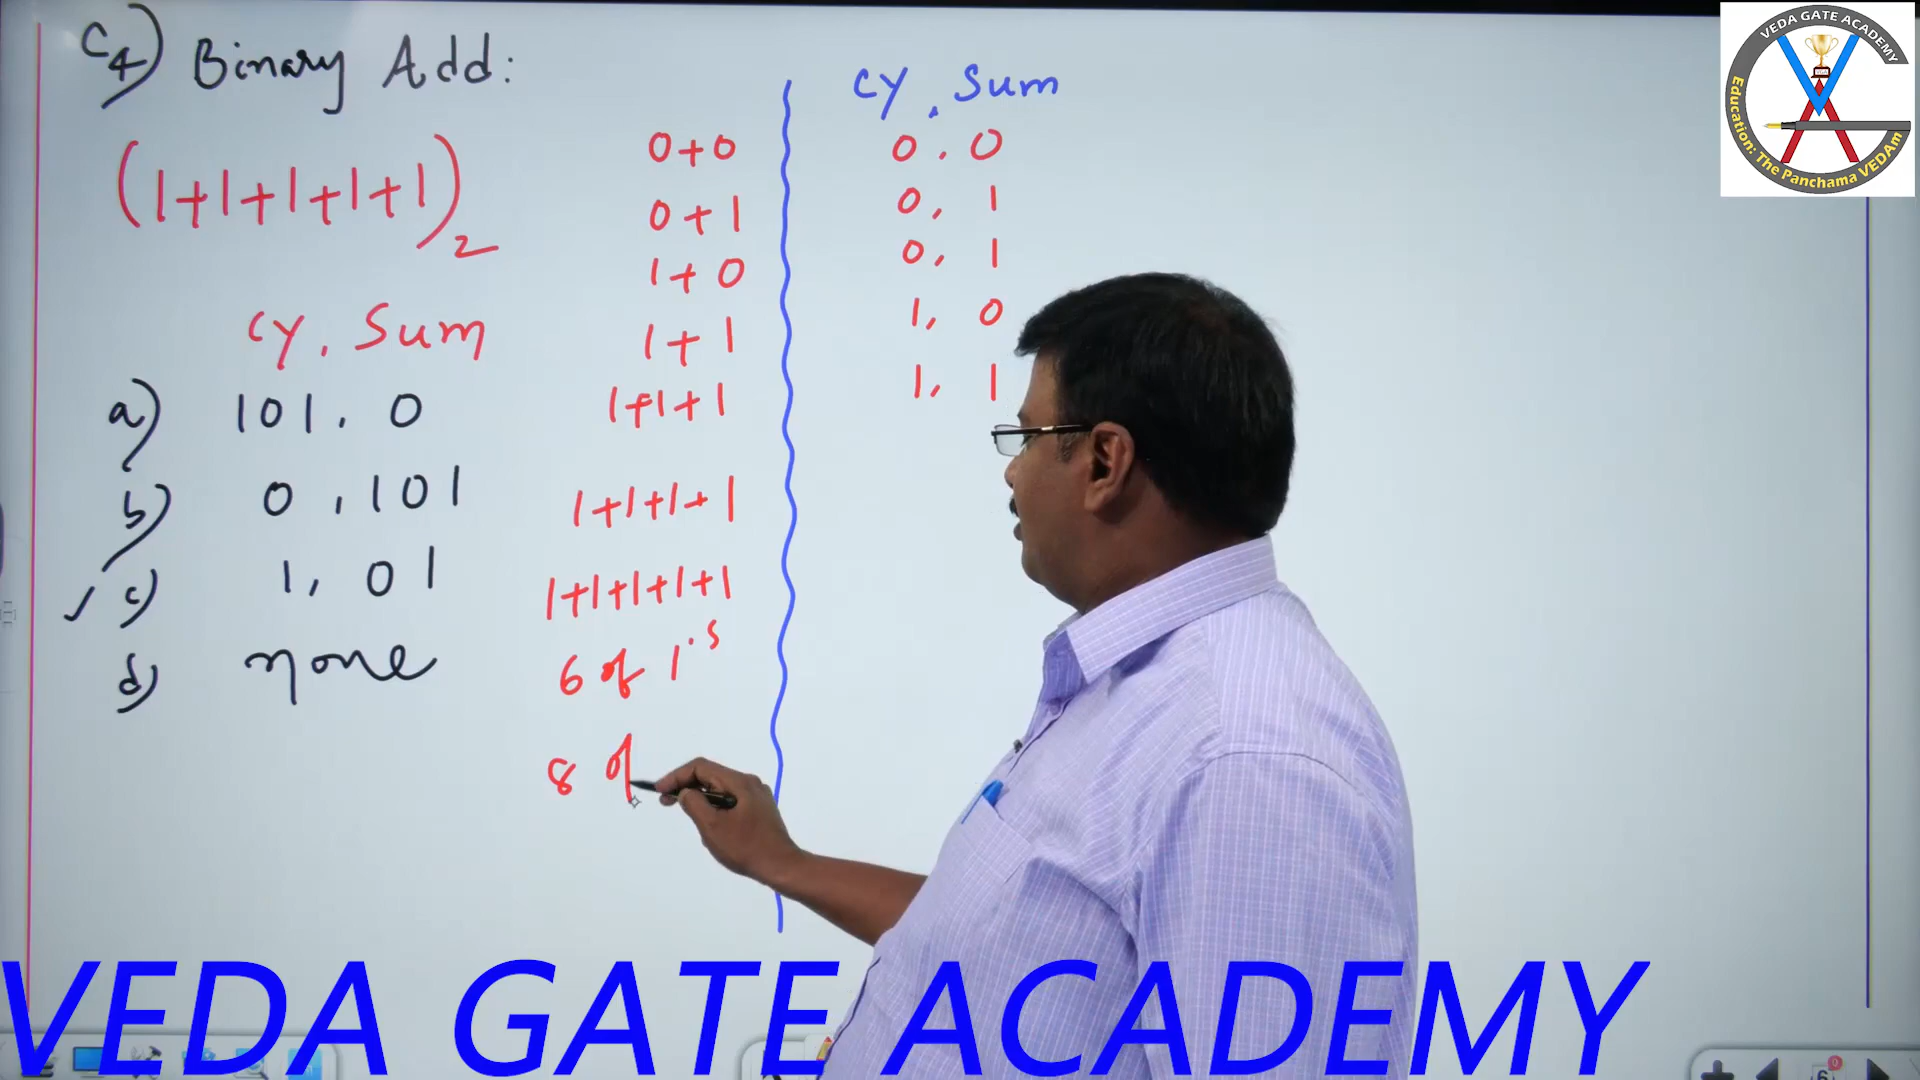 C4) Binary Add:
(1+1+1+1+1)2
CY, Sum
a) 101, 0
b) 0, 101
✓ c) 1, 01
d) none
0+0
0+1
1+0
1+1
1+1+1
1+1+1+1
1+1+1+1+1
6 of 1's
8 of
CY, Sum
0, 0
0, 1
0, 1
1, 0
1, 1
VEDA GATE ACADEMY
Education: The Panchama VEDAm
VEDA GATE ACADEMY
6
0